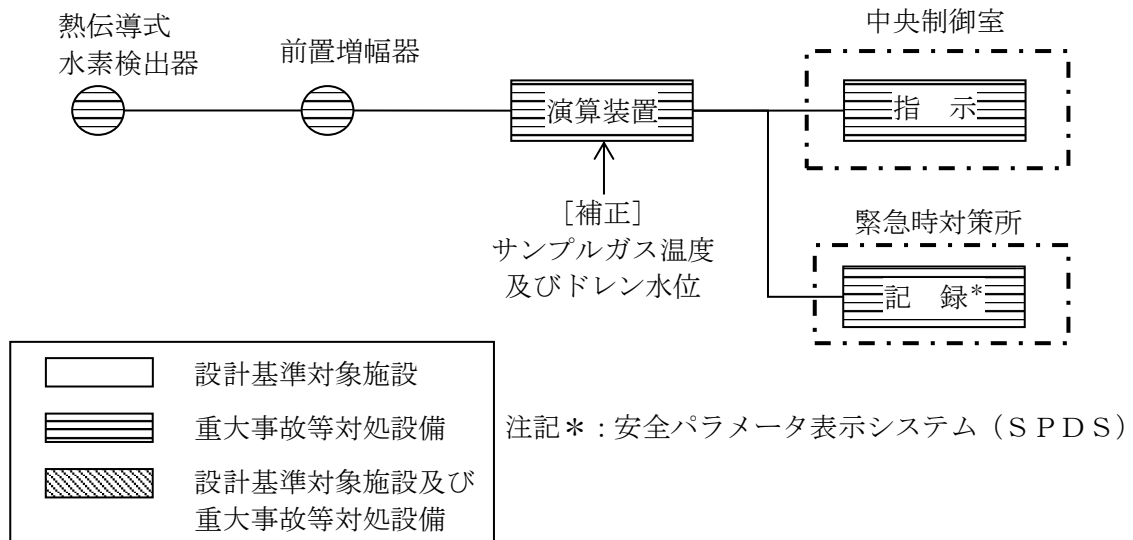 熱伝導式
水素検出器
前置増幅器
中央制御室
演算装置
指　示
［補正］
サンプルガス温度
及びドレン水位
緊急時対策所
記　録*
設計基準対象施設
重大事故等対処設備
設計基準対象施設及び
重大事故等対処設備
注記＊：安全パラメータ表示システム（ＳＰＤＳ）